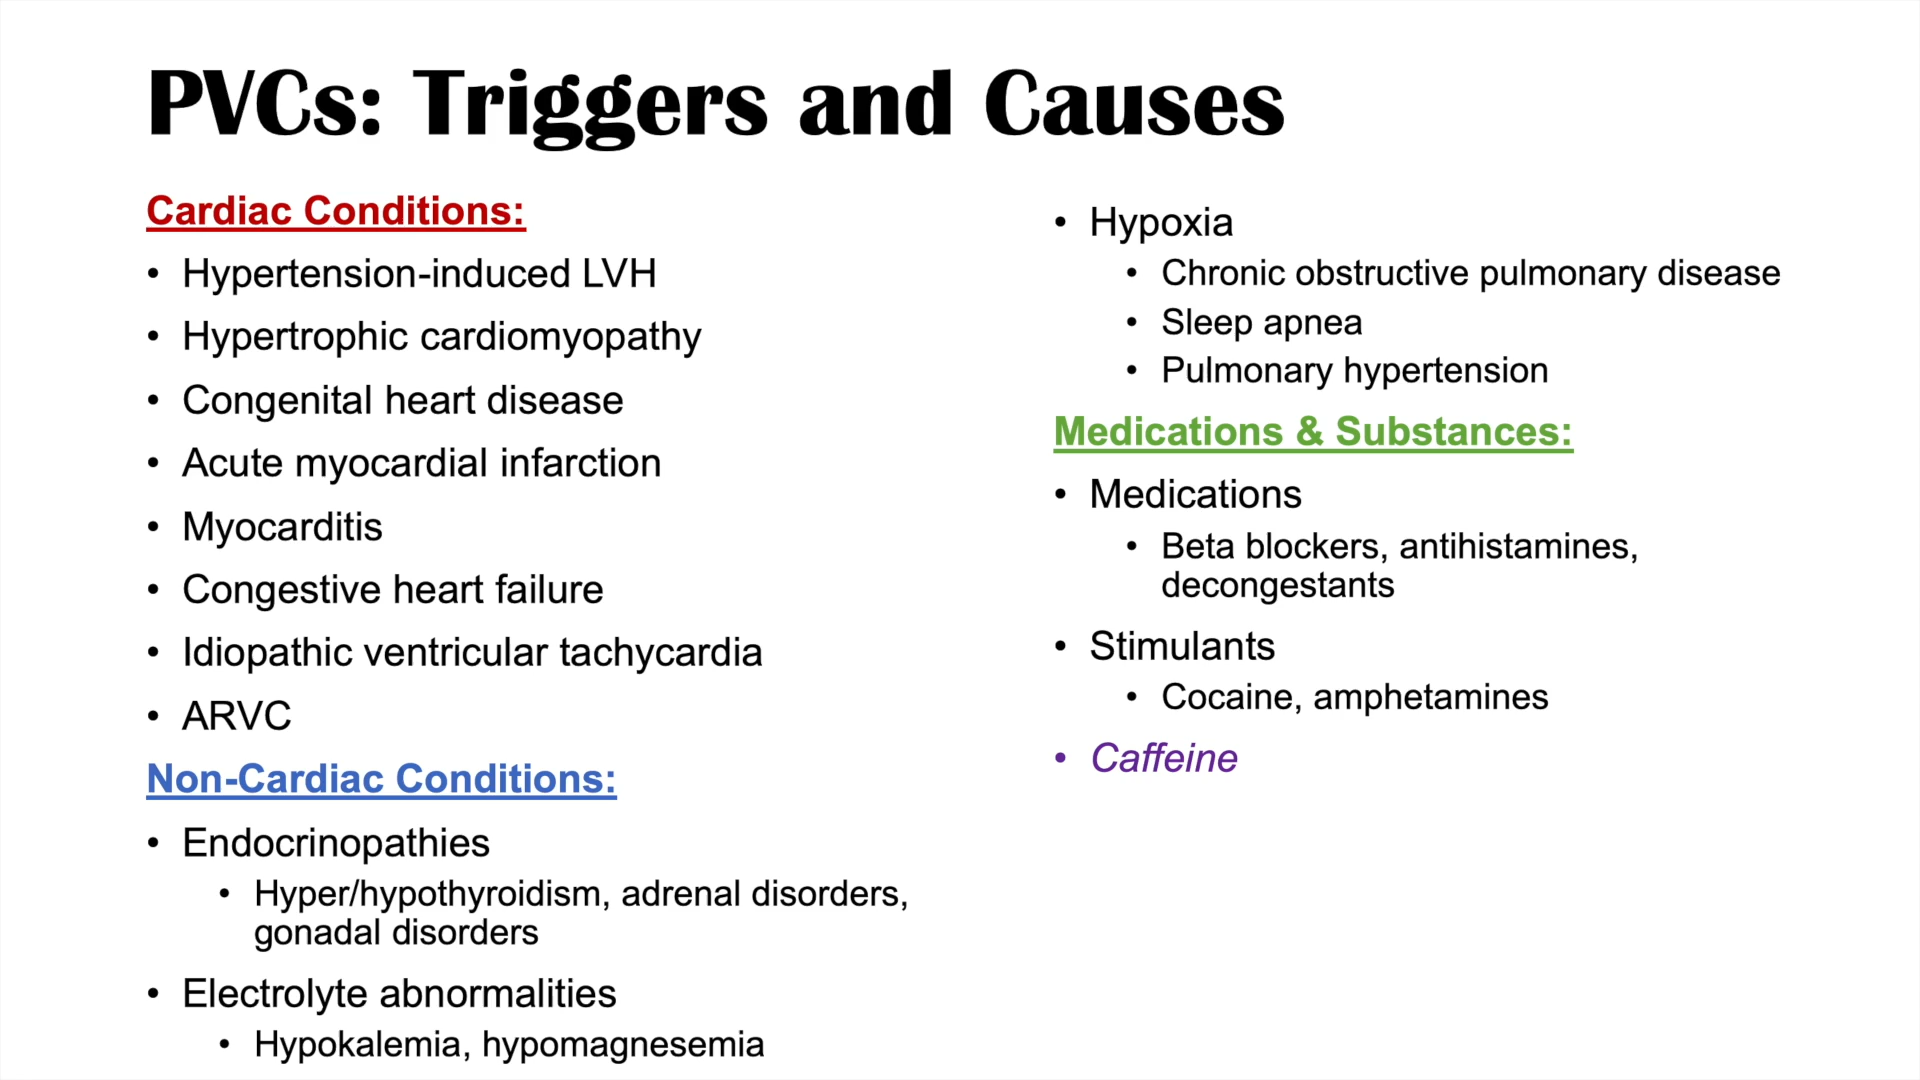 PVCs: Triggers and Causes
Cardiac Conditions:
• Hypertension-induced LVH
• Hypertrophic cardiomyopathy
• Congenital heart disease
• Acute myocardial infarction
• Myocarditis
• Congestive heart failure
• Idiopathic ventricular tachycardia
• ARVC
Non-Cardiac Conditions:
• Endocrinopathies
• Hyper/hypothyroidism, adrenal disorders,
gonadal disorders
• Electrolyte abnormalities
• Hypokalemia, hypomagnesemia
• Hypoxia
• Chronic obstructive pulmonary disease
• Sleep apnea
• Pulmonary hypertension
Medications & Substances:
• Medications
• Beta blockers, antihistamines,
decongestants
• Stimulants
• Cocaine, amphetamines
• Caffeine